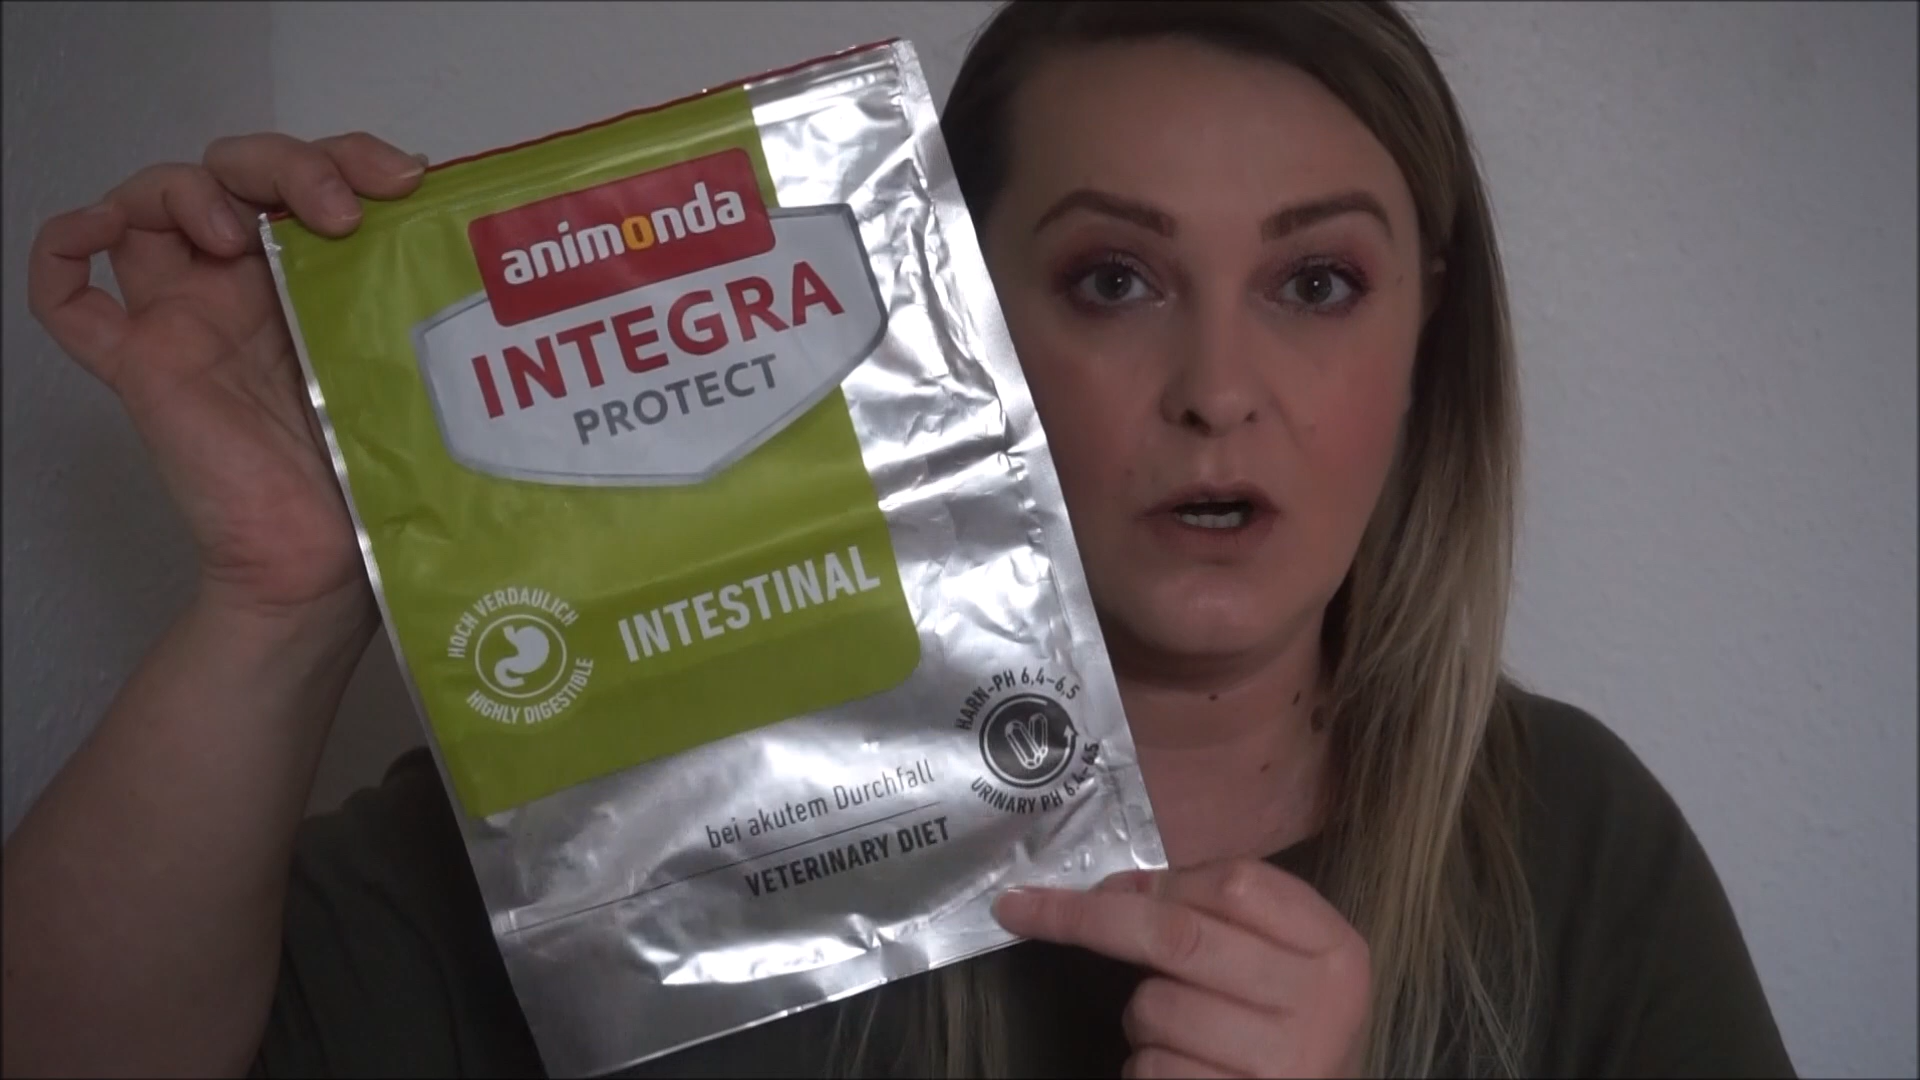 animonda
INTEGRA
PROTECT
INTESTINAL
HOCH VERDAULICH
HIGHLY DIGESTIBLE
HARN-PH 6,4-6,5
URINARY PH 6.4-6.5
bei akutem Durchfall
VETERINARY DIET